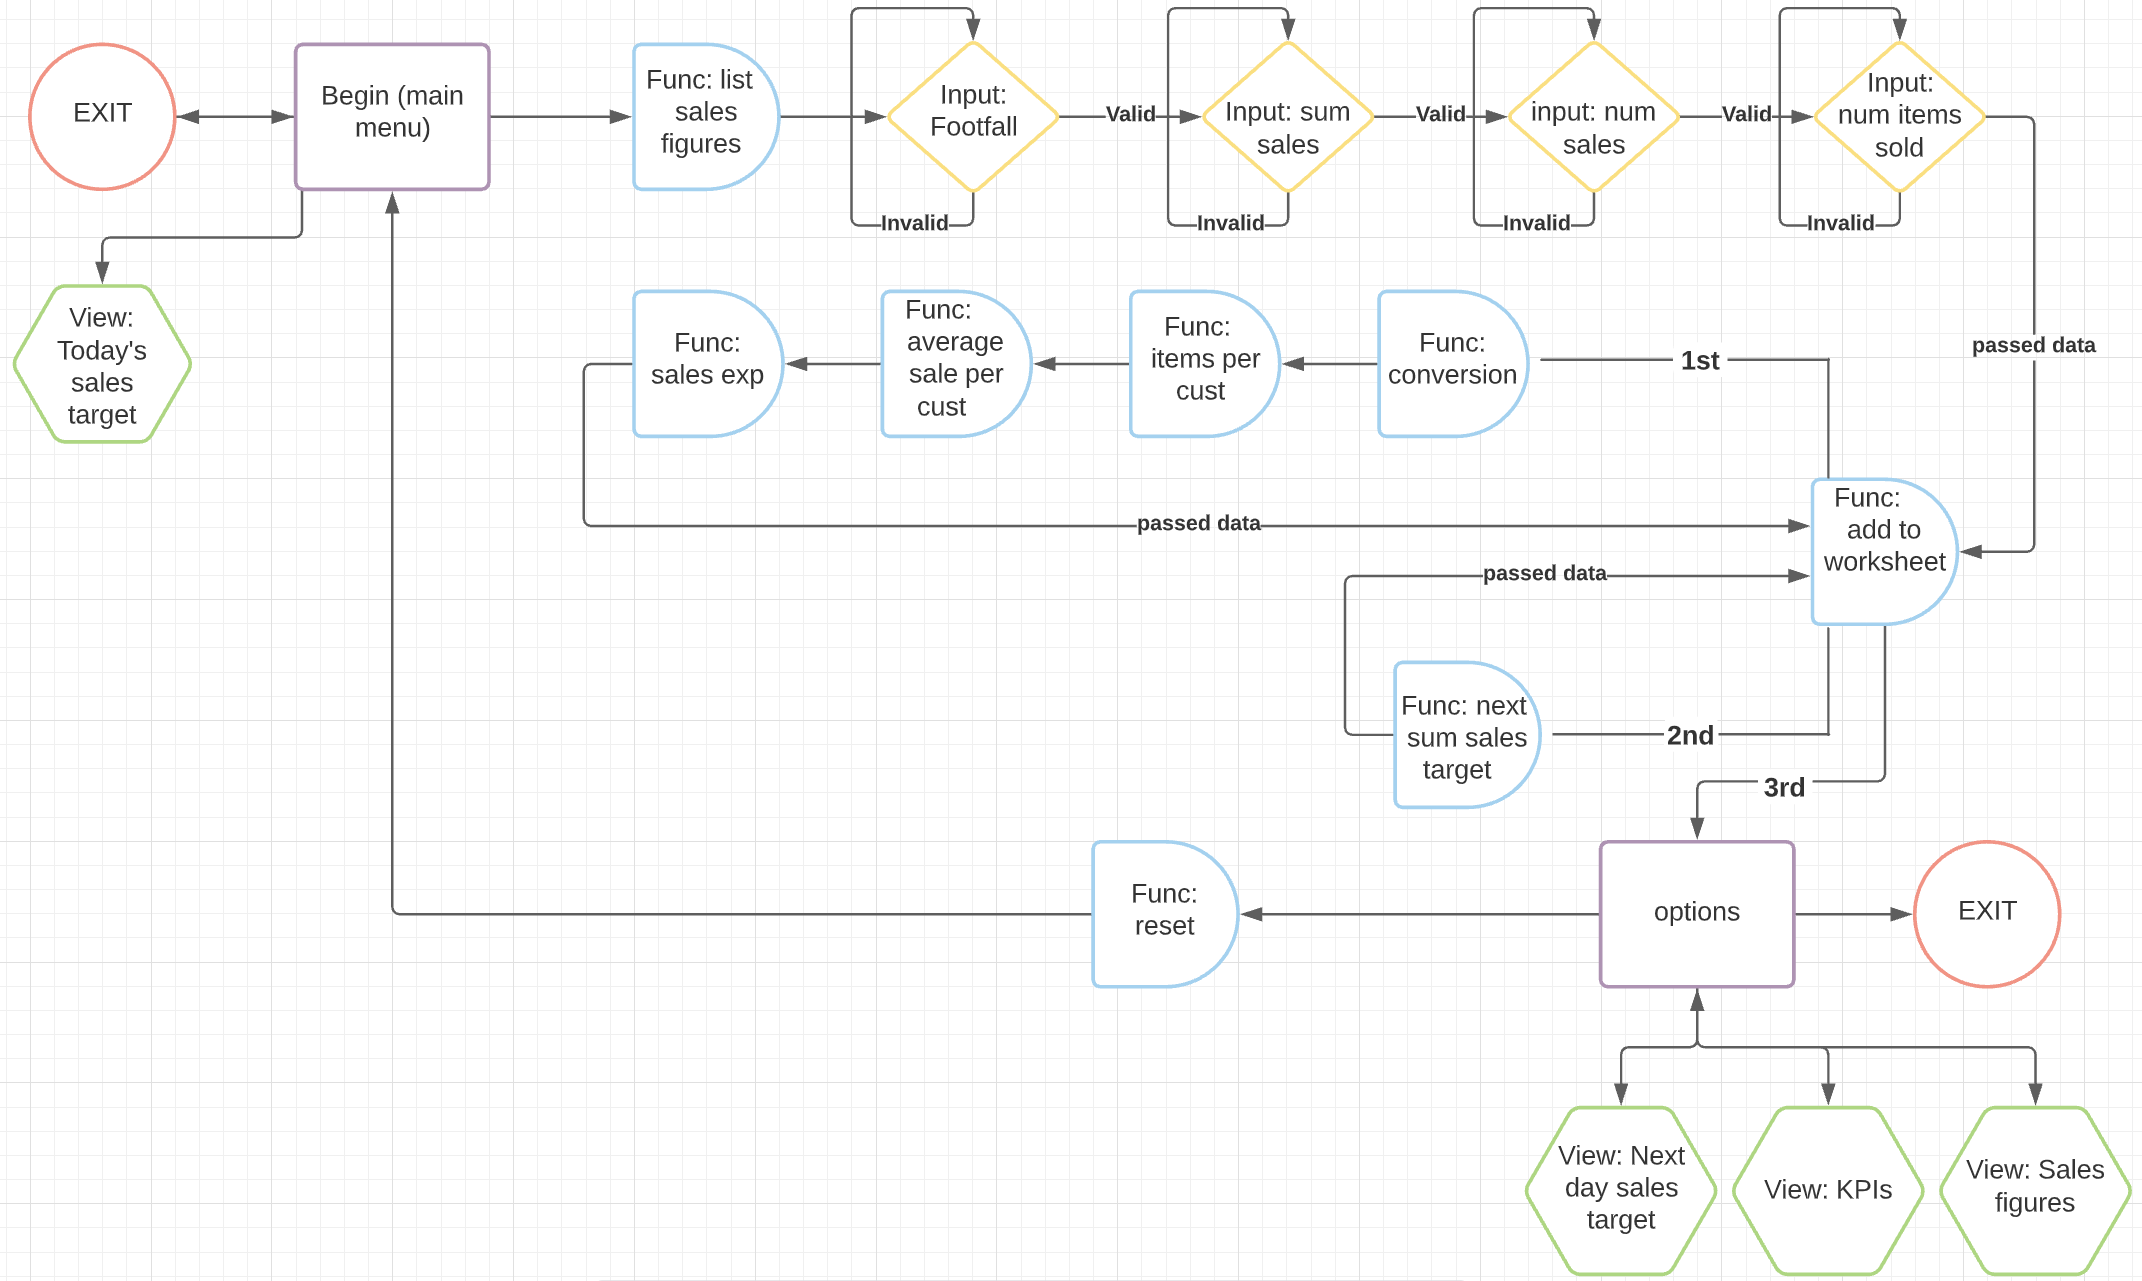 EXIT
Begin (main
menu)
Func: list
sales
figures
Input:
Footfall
Valid
Input: sum
sales
Valid
input: num
sales
Valid
Input:
num items
sold
Invalid
Invalid
Invalid
Invalid
View:
Today's
sales
target
Func:
sales exp
Func:
average
sale per
cust
Func:
items per
cust
Func:
conversion
1st
passed data
passed data
Func:
add to
worksheet
passed data
Func: next
sum sales
target
2nd
3rd
Func:
reset
options
EXIT
View: Next
day sales
target
View: KPIs
View: Sales
figures